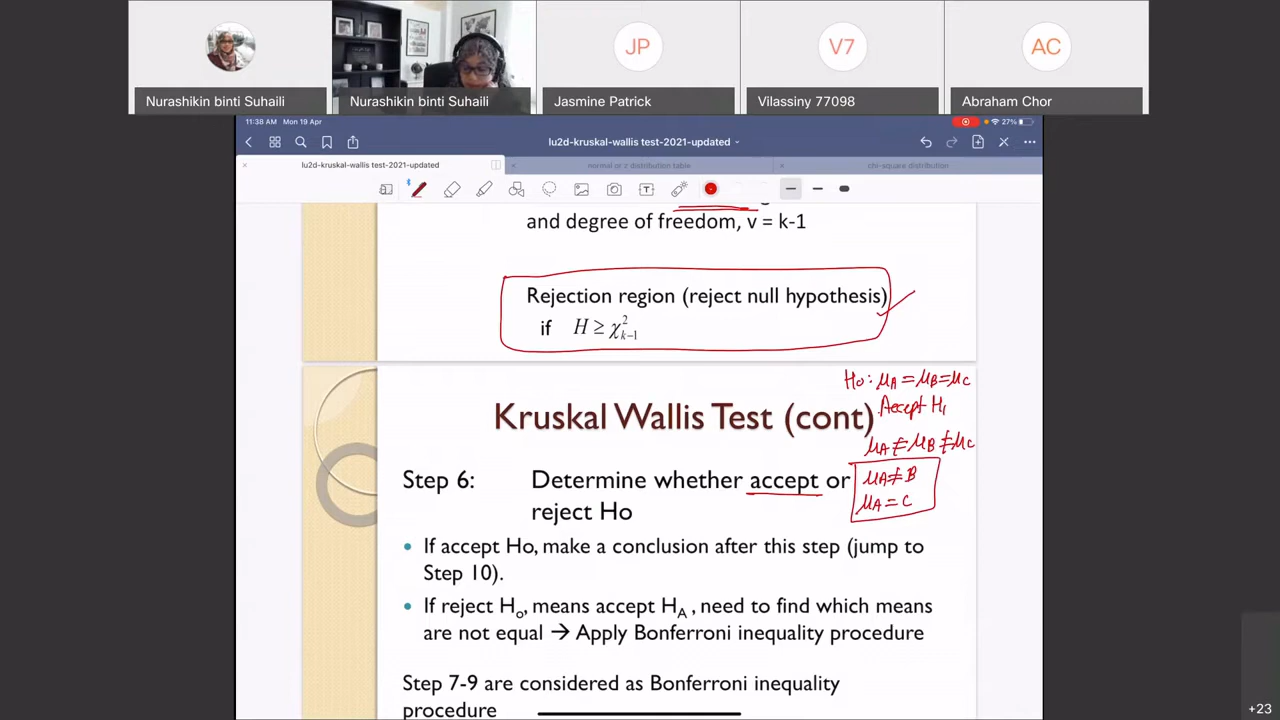 JP
V7
AC
Nurashikin binti Suhaili
Nurashikin binti Suhaili
Jasmine Patrick
Vilassiny 77098
Abraham Chor
11:38 AM Mon 19 Apr
27%
lu2d-kruskal-wallis test-2021-updated
lu2d-kruskal-wallis test-2021-updated
normal or z distribution table
chi-square distribution
and degree of freedom, v = k-1
Rejection region (reject null hypothesis)
if H ≥ χ²ₖ₋₁
Ho: μA = μB = μC
Accept H1
Kruskal Wallis Test (cont)
μA ≠ μB ≠ μC
μA ≠ B
μA = C
Step 6: Determine whether accept or
reject Ho
• If accept Ho, make a conclusion after this step (jump to
Step 10).
• If reject Ho, means accept HA , need to find which means
are not equal → Apply Bonferroni inequality procedure
Step 7-9 are considered as Bonferroni inequality
procedure
+23